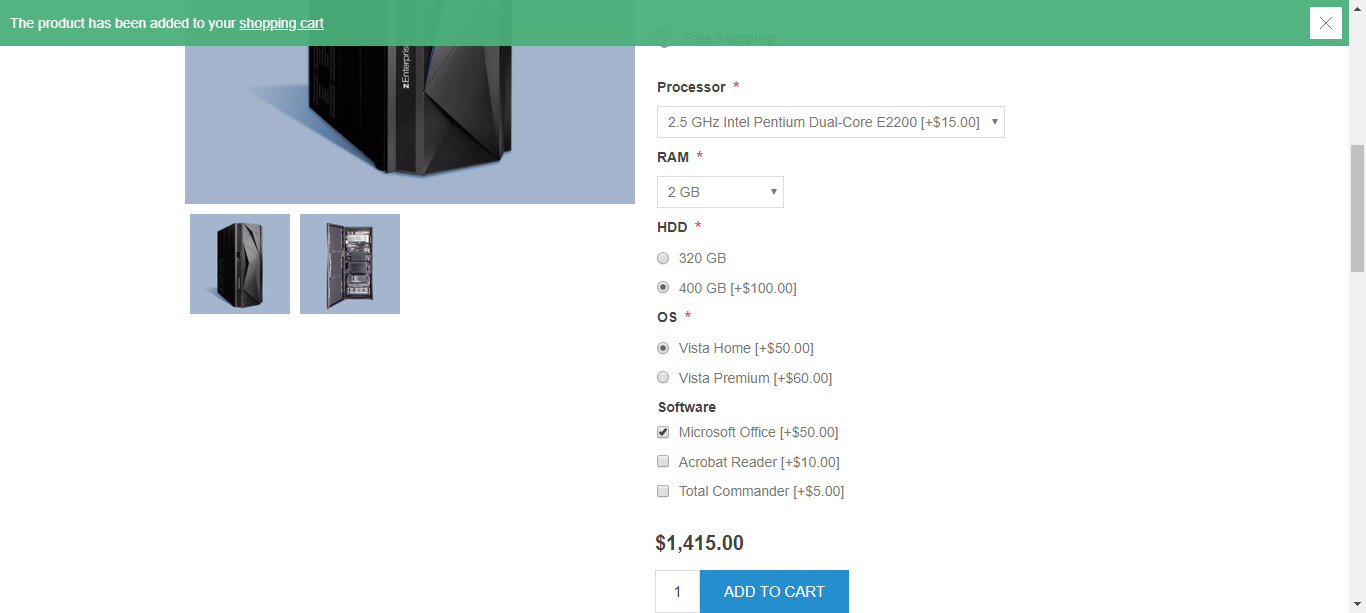 The product has been added to your shopping cart
Free shipping
zEnterprise
Processor *
2.5 GHz Intel Pentium Dual-Core E2200 [+$15.00]
RAM *
2 GB
HDD *
320 GB
400 GB [+$100.00]
OS *
Vista Home [+$50.00]
Vista Premium [+$60.00]
Software
Microsoft Office [+$50.00]
Acrobat Reader [+$10.00]
Total Commander [+$5.00]
$1,415.00
1 ADD TO CART